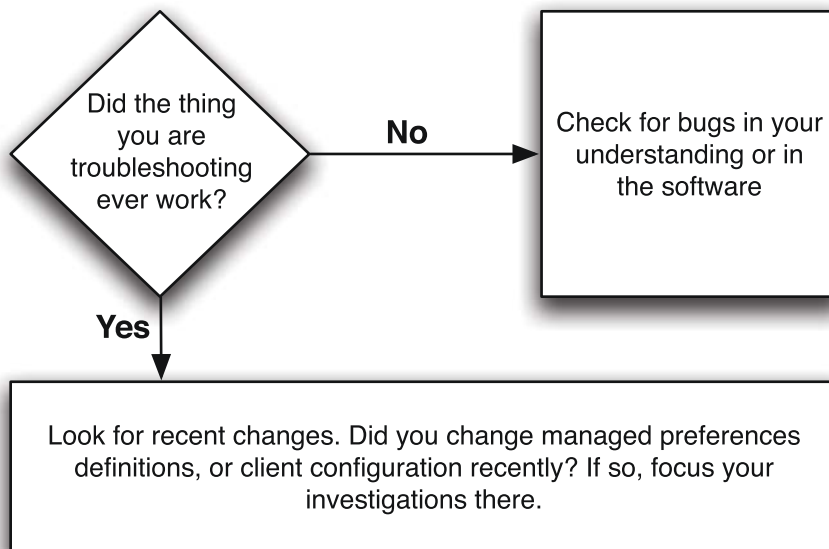 Did the thing
you are
troubleshooting
ever work?
No
Check for bugs in your
understanding or in
the software
Yes
Look for recent changes. Did you change managed preferences
definitions, or client configuration recently? If so, focus your
investigations there.